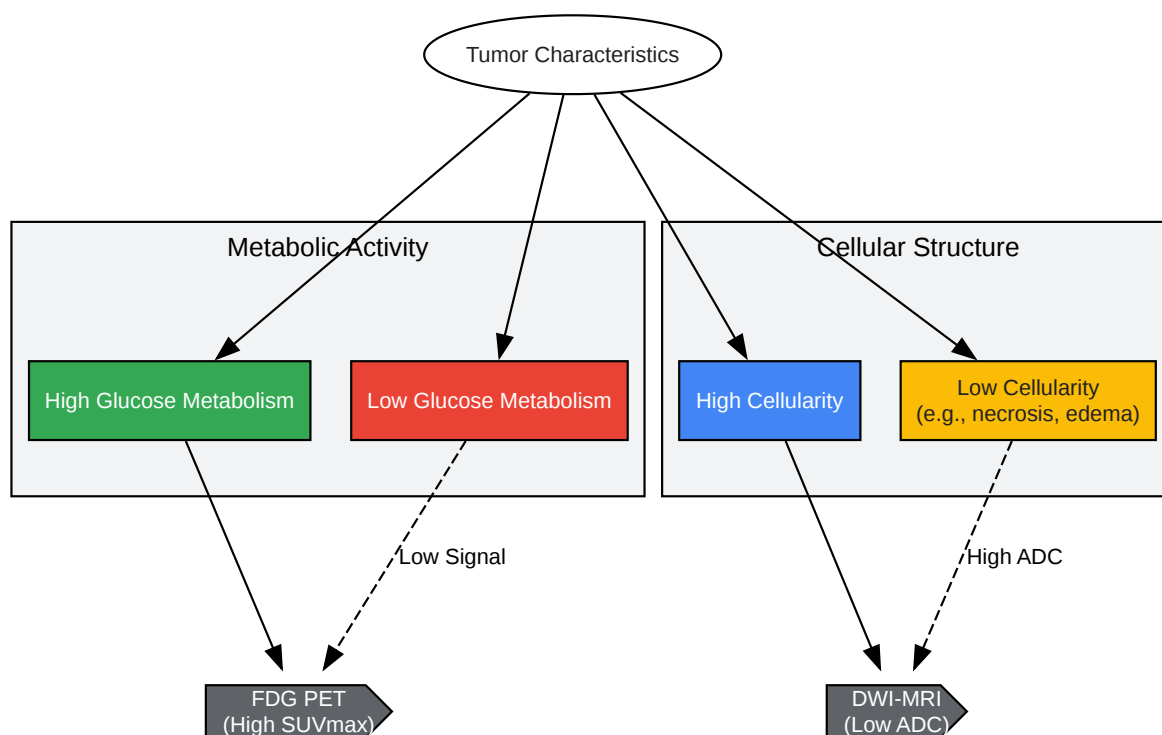 Tumor Characteristics
Metabolic Activity
Cellular Structure
High Glucose Metabolism
Low Glucose Metabolism
High Cellularity
Low Cellularity
(e.g., necrosis, edema)
Low Signal
High ADC
FDG PET
(High SUVmax)
DWI-MRI
(Low ADC)